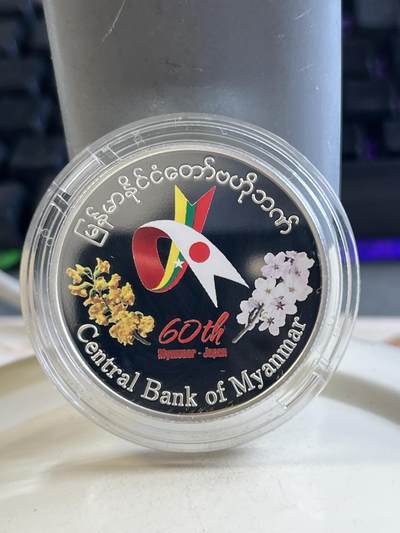 မြန်မာနိုင်ငံတော်ဗဟိုဘဏ်
60th
Myanmar - Japan
Central Bank of Myanmar